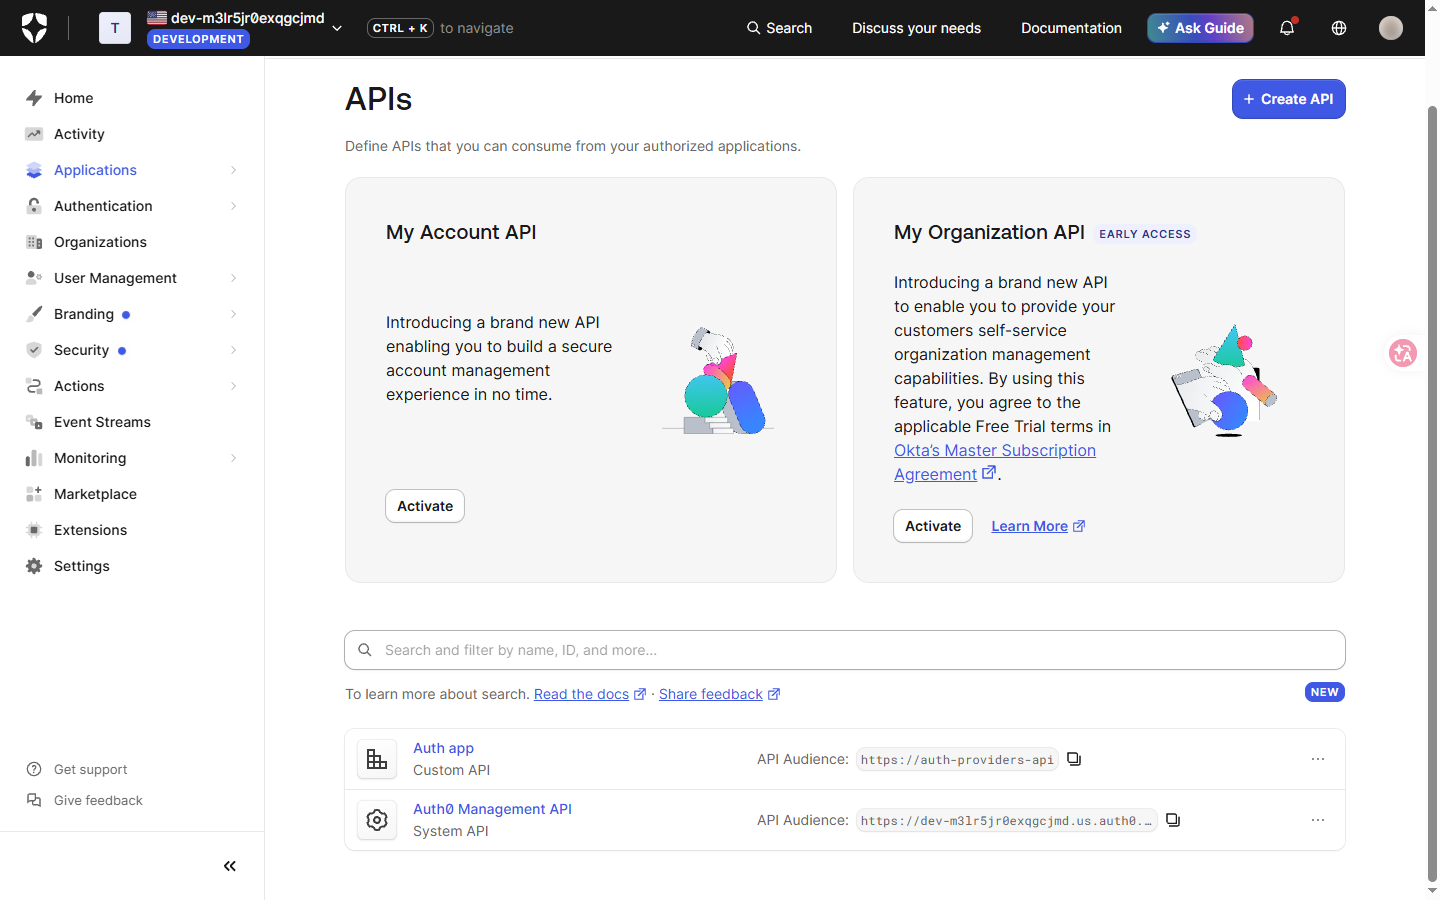 T
dev-m3lr5jr0exqgcjmd
DEVELOPMENT
CTRL + K to navigate
Search
Discuss your needs
Documentation
Ask Guide
Home
Activity
Applications
Authentication
Organizations
User Management
Branding
Security
Actions
Event Streams
Monitoring
Marketplace
Extensions
Settings
Get support
Give feedback
APIs
+ Create API
Define APIs that you can consume from your authorized applications.
My Account API
Introducing a brand new API
enabling you to build a secure
account management
experience in no time.
Activate
My Organization API EARLY ACCESS
Introducing a brand new API
to enable you to provide your
customers self-service
organization management
capabilities. By using this
feature, you agree to the
applicable Free Trial terms in
Okta’s Master Subscription
Agreement.
Activate Learn More
Search and filter by name, ID, and more...
To learn more about search. Read the docs · Share feedback
NEW
Auth app
Custom API
API Audience: https://auth-providers-api
Auth0 Management API
System API
API Audience: https://dev-m3lr5jr0exqgcjmd.us.auth0.…